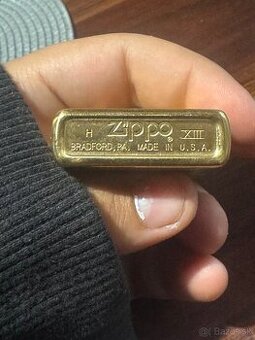 H Zippo® XIII
BRADFORD, PA. MADE IN U.S.A.